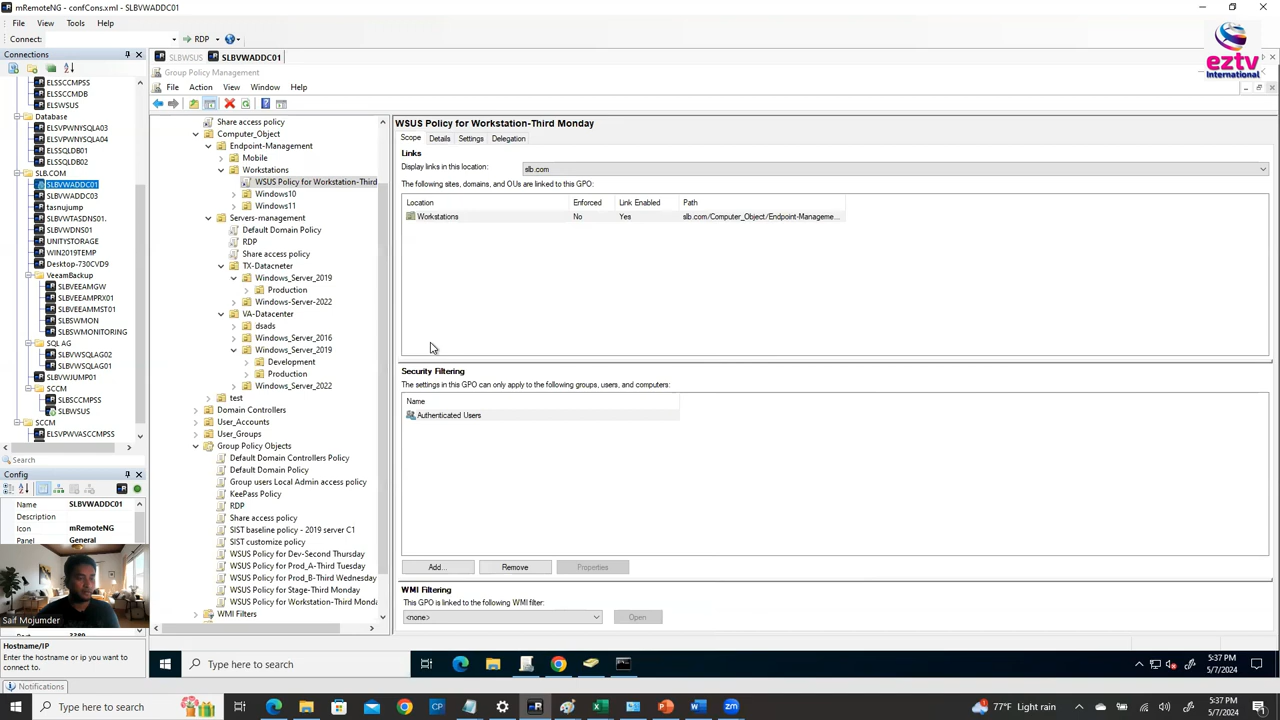 mRemoteNG - confCons.xml - SLBVWADDC01
File View Tools Help
Connect: RDP
eztv
International
Connections
ELSSCCMPSS
ELSSCCMDB
ELSWSUS
Database
ELSVPWNYSQLA03
ELSVPWNYSQLA04
ELSSQLDB01
ELSSQLDB02
SLB.COM
SLBVWADDC01
SLBVWADDC03
tasnujump
SLBVWTASDNS01.
SLBVWDNS01
UNITYSTORAGE
WIN2019TEMP
Desktop-730CVD9
VeeamBackup
SLBVEEAMGW
SLBVEEAMPRX01
SLBVEEAMMST01
SLBSWMON
SLBSWMONITORING
SQL AG
SLBVWSQLAG02
SLBVWSQLAG01
SLBVWJUMP01
SCCM
SLBSCCMPSS
SLBWSUS
SCCM
ELSVPWVASCCMPSS
Search
Config
Name SLBVWADDC01
Description
Icon mRemoteNG
Panel General
Saif Mojumder
Hostname/IP
Enter the hostname or ip you want to
connect to.
Notifications
SLBWSUS SLBVWADDC01
Group Policy Management
File Action View Window Help
Share access policy
Computer_Object
Endpoint-Management
Mobile
Workstations
WSUS Policy for Workstation-Third
Windows10
Windows11
Servers-management
Default Domain Policy
RDP
Share access policy
TX-Datacneter
Windows_Server_2019
Production
Windows-Server-2022
VA-Datacenter
dsads
Windows_Server_2016
Windows_Server_2019
Development
Production
Windows_Server_2022
test
Domain Controllers
User_Accounts
User_Groups
Group Policy Objects
Default Domain Controllers Policy
Default Domain Policy
Group users Local Admin access policy
KeePass Policy
RDP
Share access policy
SIST baseline policy - 2019 server C1
SIST customize policy
WSUS Policy for Dev-Second Thursday
WSUS Policy for Prod_A-Third Tuesday
WSUS Policy for Prod_B-Third Wednesday
WSUS Policy for Stage-Third Monday
WSUS Policy for Workstation-Third Monda
WMI Filters
WSUS Policy for Workstation-Third Monday
Scope Details Settings Delegation
Links
Display links in this location: slb.com
The following sites, domains, and OUs are linked to this GPO:
Location Enforced Link Enabled Path
Workstations No Yes slb.com/Computer_Object/Endpoint-Manageme...
Security Filtering
The settings in this GPO can only apply to the following groups, users, and computers:
Name
Authenticated Users
Add... Remove Properties
WMI Filtering
This GPO is linked to the following WMI filter:
<none> Open
Type here to search
5:37 PM
5/7/2024
Type here to search
77°F Light rain
5:37 PM
5/7/2024